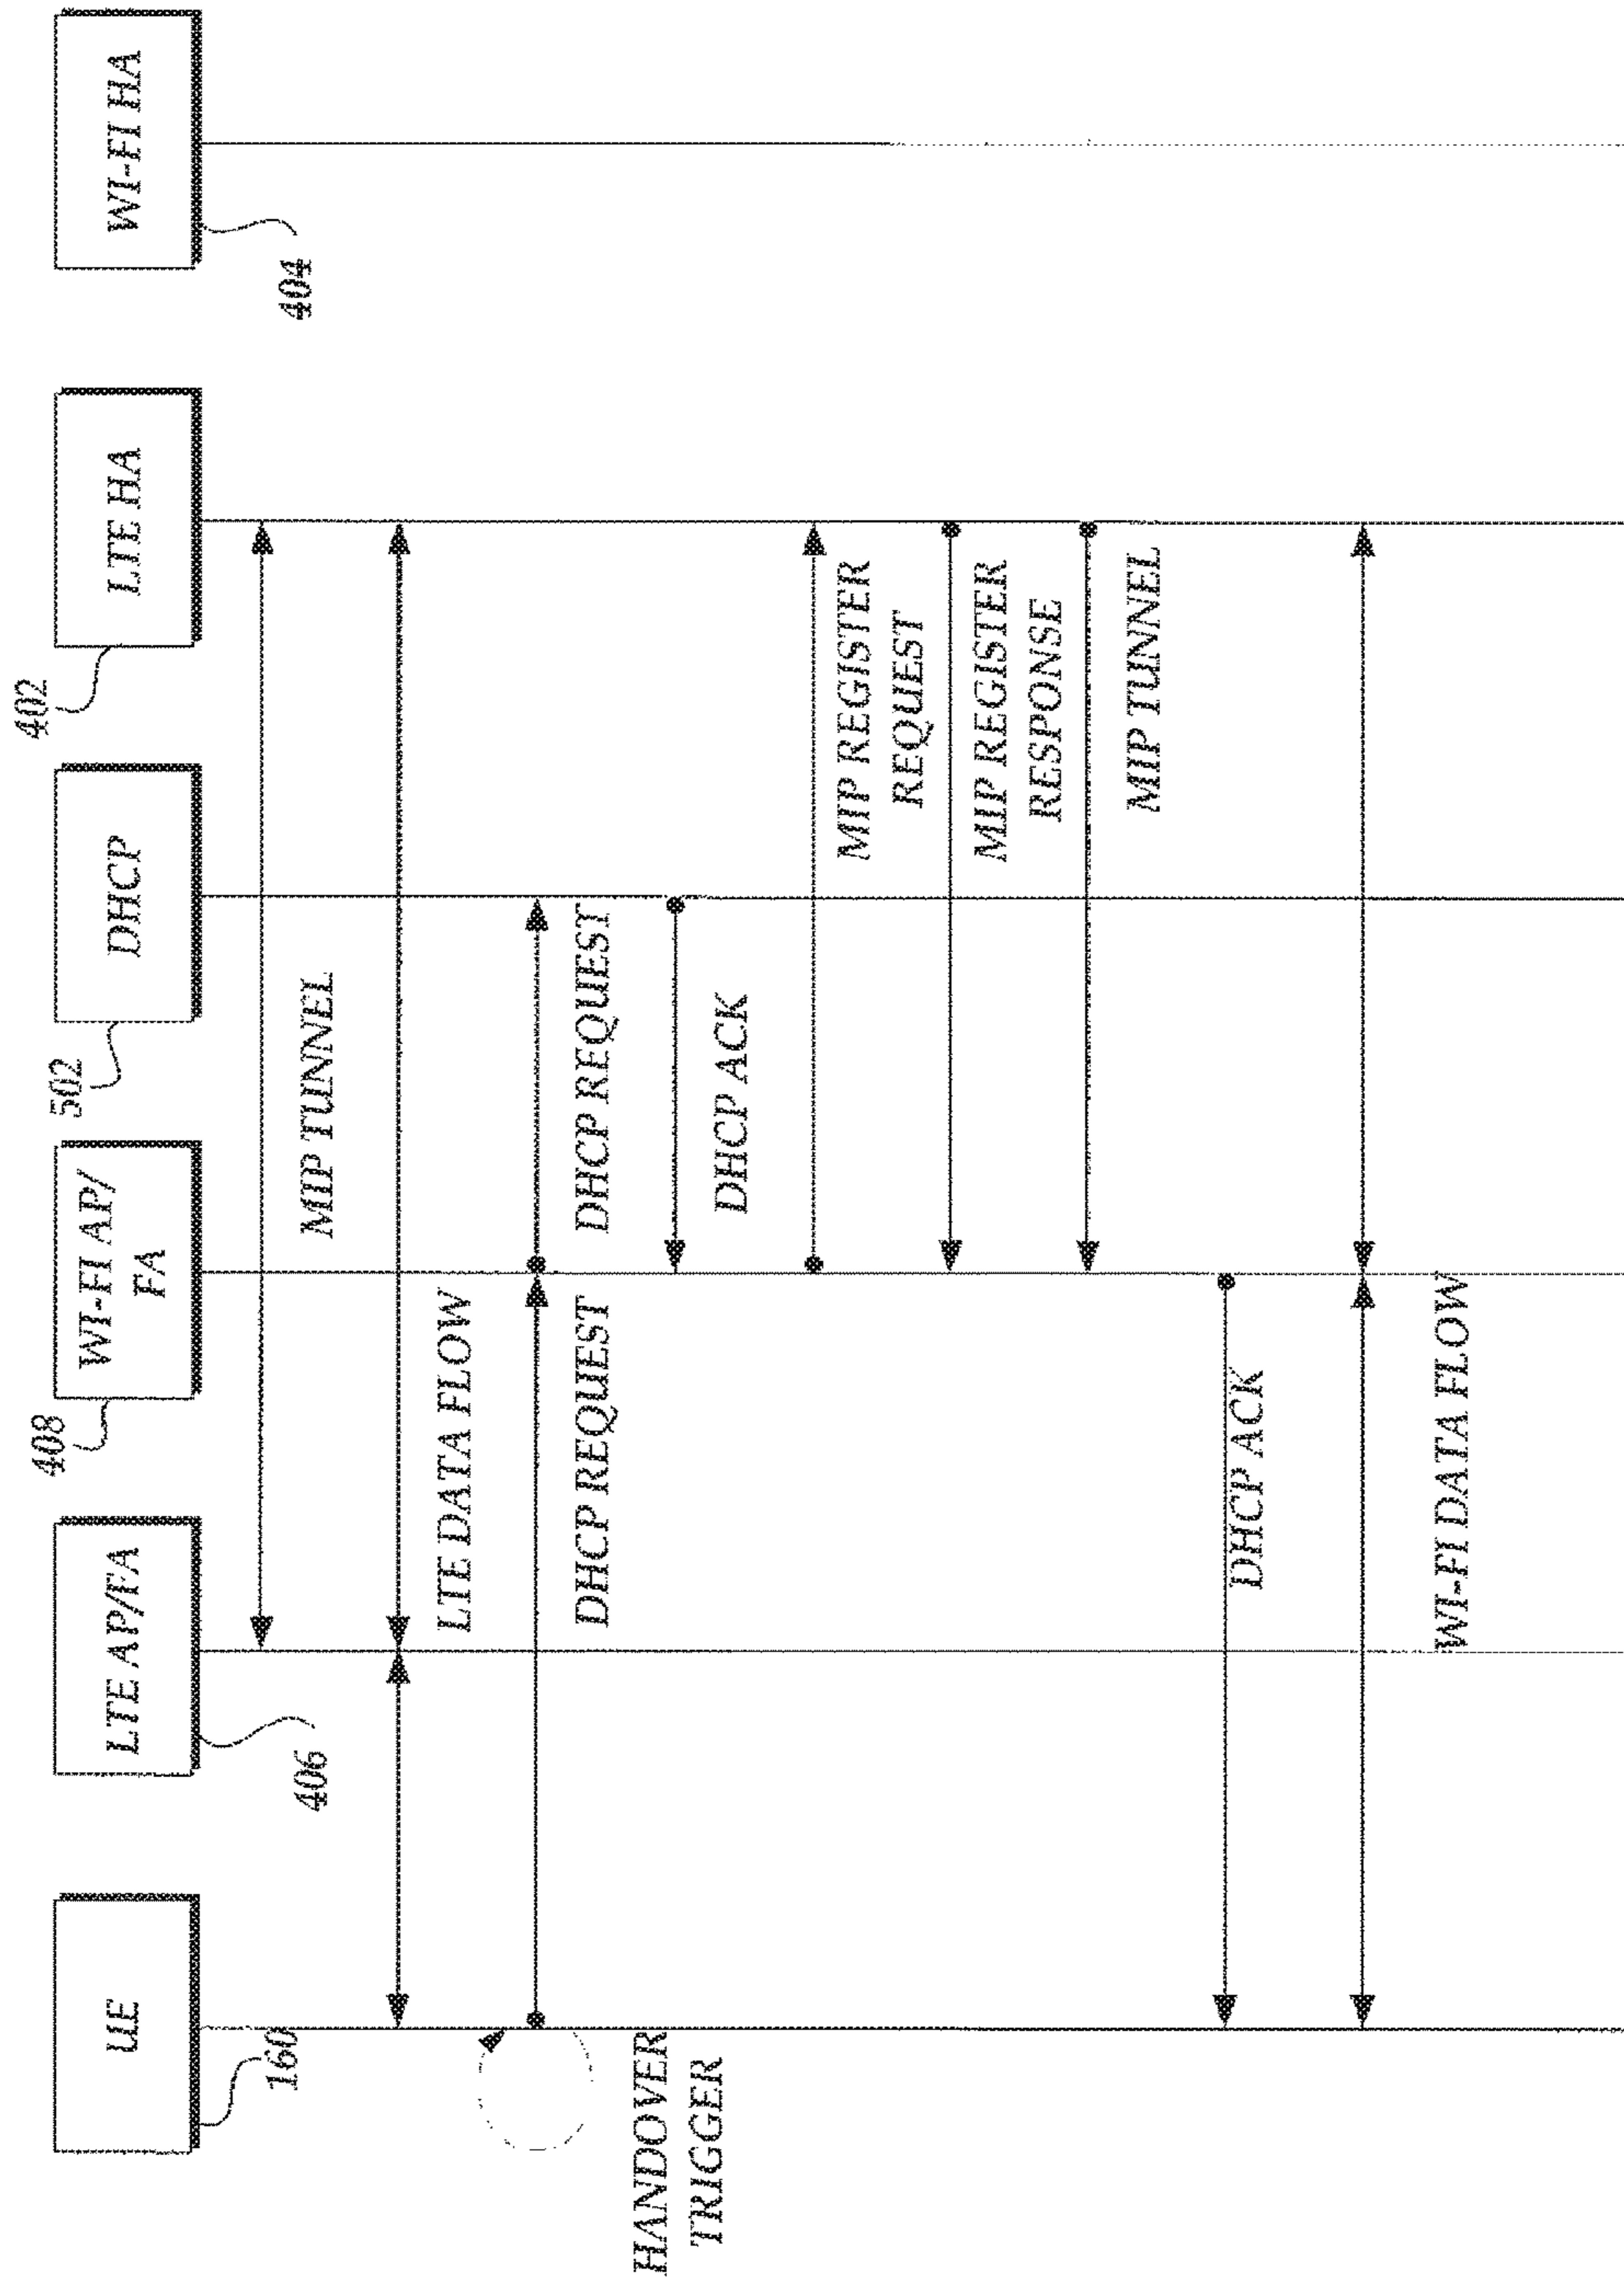 UE
160
LTE AP/FA
406
WI-FI AP/
FA
408
DHCP
502
LTE HA
402
WI-FI HA
404
MIP TUNNEL
LTE DATA FLOW
HANDOVER
TRIGGER
DHCP REQUEST
DHCP REQUEST
DHCP ACK
MIP REGISTER
REQUEST
MIP REGISTER
RESPONSE
MIP TUNNEL
DHCP ACK
WI-FI DATA FLOW